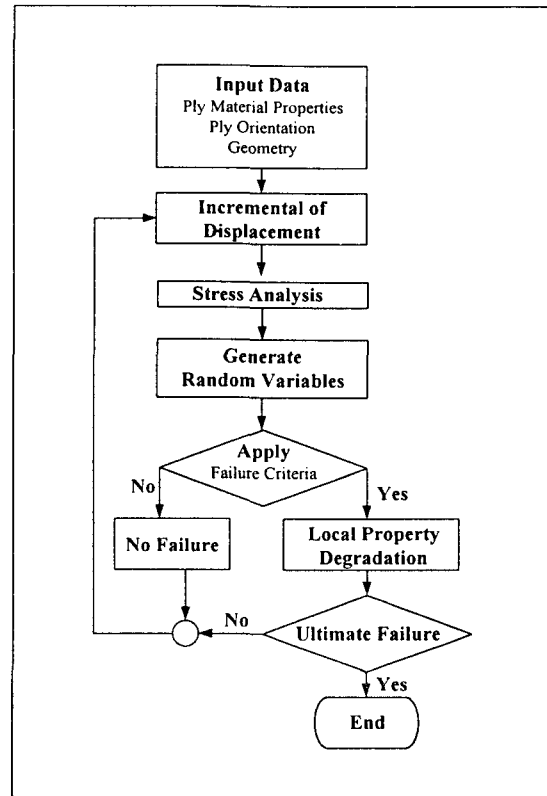 Input Data
Ply Material Properties
Ply Orientation
Geometry
Incremental of
Displacement
Stress Analysis
Generate
Random Variables
Apply
Failure Criteria
No
Yes
No Failure
Local Property
Degradation
No
Ultimate Failure
Yes
End